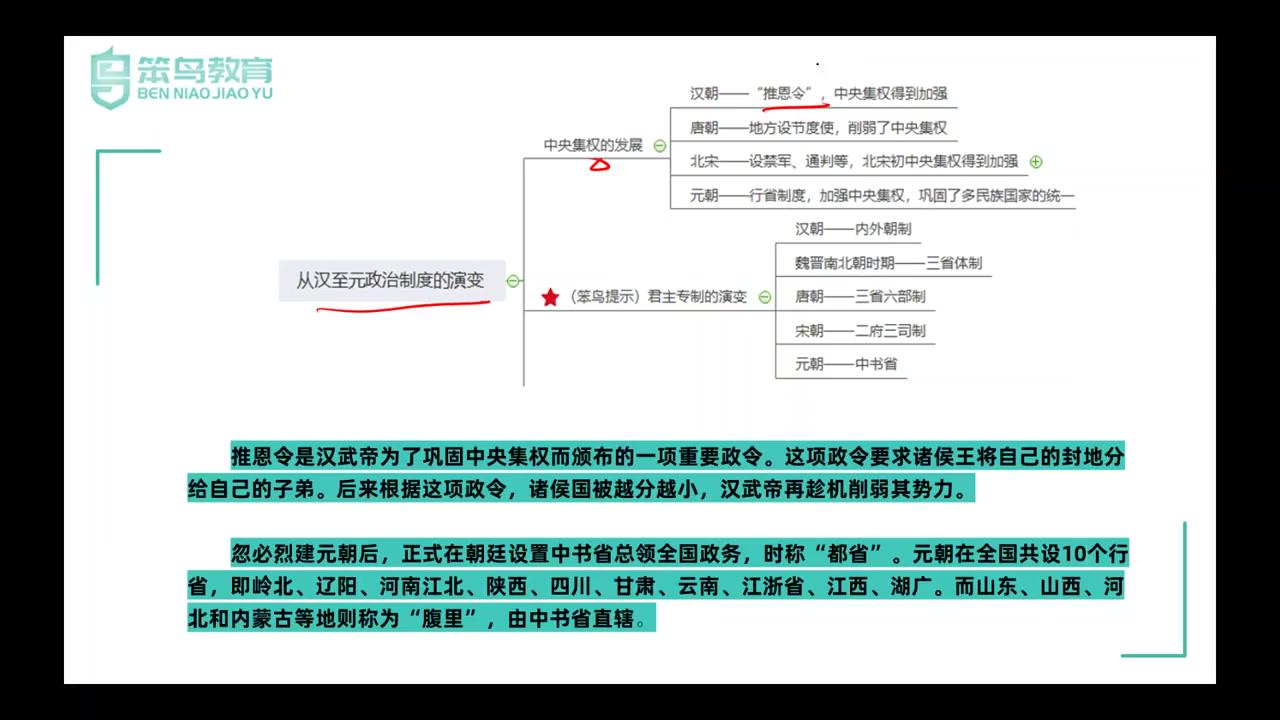 笨鸟教育
BEN NIAO JIAO YU
汉朝——“推恩令”，中央集权得到加强
中央集权的发展
唐朝——地方设节度使，削弱了中央集权
北宋——设禁军、通判等，北宋初中央集权得到加强
元朝——行省制度，加强中央集权，巩固了多民族国家的统一
从汉至元政治制度的演变
（笨鸟提示）君主专制的演变
汉朝——内外朝制
魏晋南北朝时期——三省体制
唐朝——三省六部制
宋朝——二府三司制
元朝——中书省
推恩令是汉武帝为了巩固中央集权而颁布的一项重要政令。这项政令要求诸侯王将自己的封地分
给自己的子弟。后来根据这项政令，诸侯国被越分越小，汉武帝再趁机削弱其势力。
忽必烈建元朝后，正式在朝廷设置中书省总领全国政务，时称“都省”。元朝在全国共设10个行
省，即岭北、辽阳、河南江北、陕西、四川、甘肃、云南、江浙省、江西、湖广。而山东、山西、河
北和内蒙古等地则称为“腹里”，由中书省直辖。